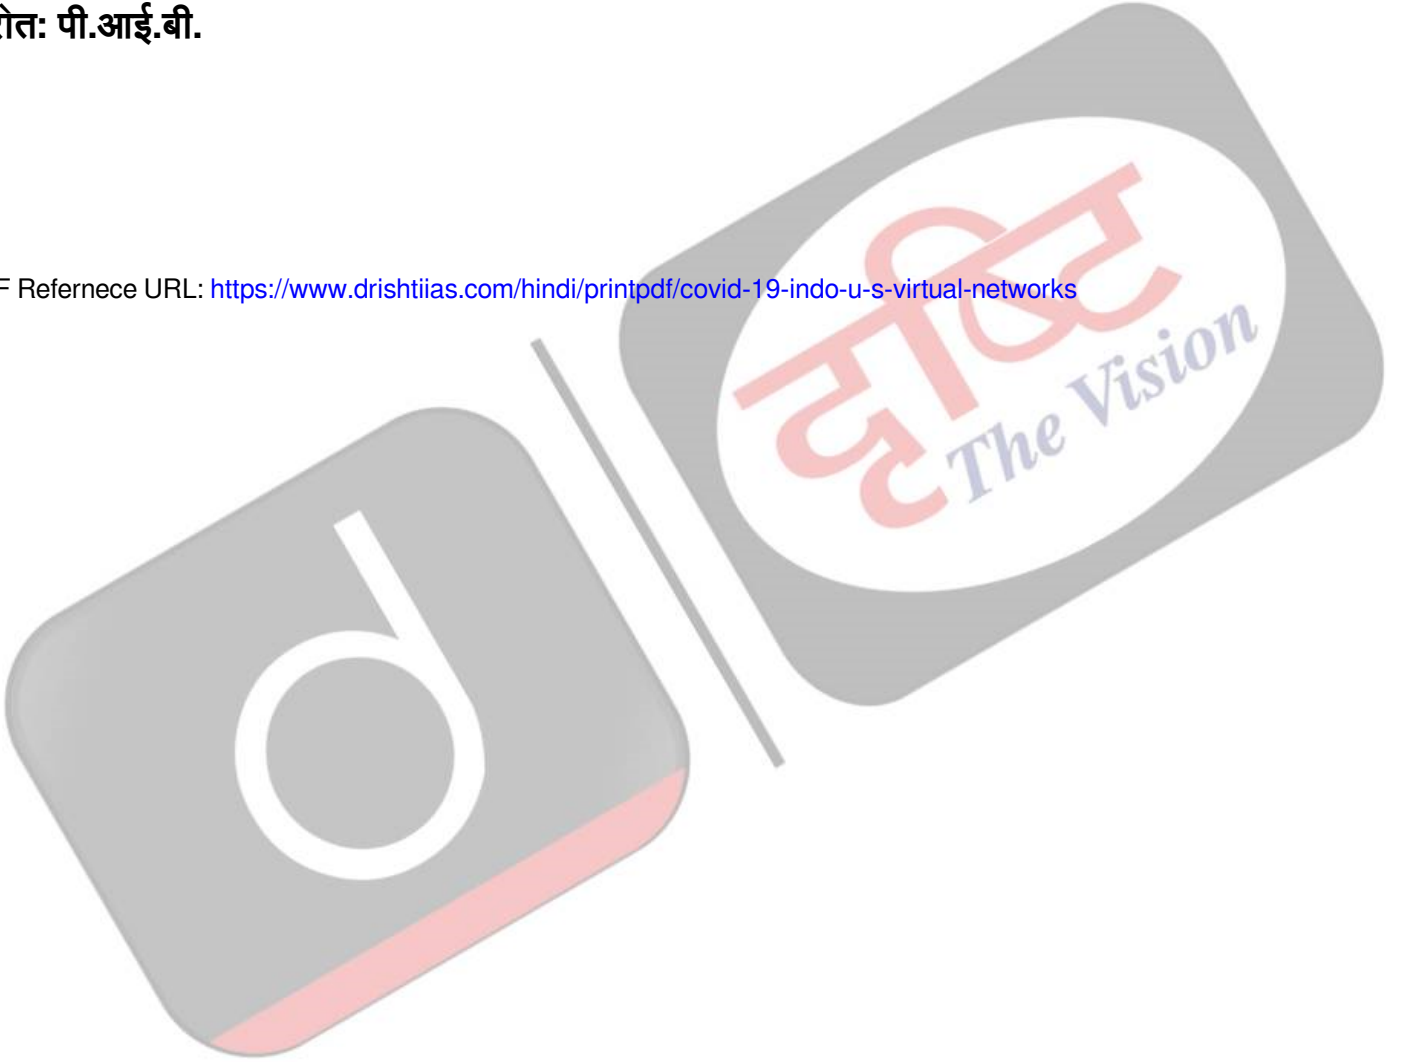 रोत: पी.आई.बी.
F Refernece URL: https://www.drishtiias.com/hindi/printpdf/covid-19-indo-u-s-virtual-networks
दृष्टि
The Vision
d